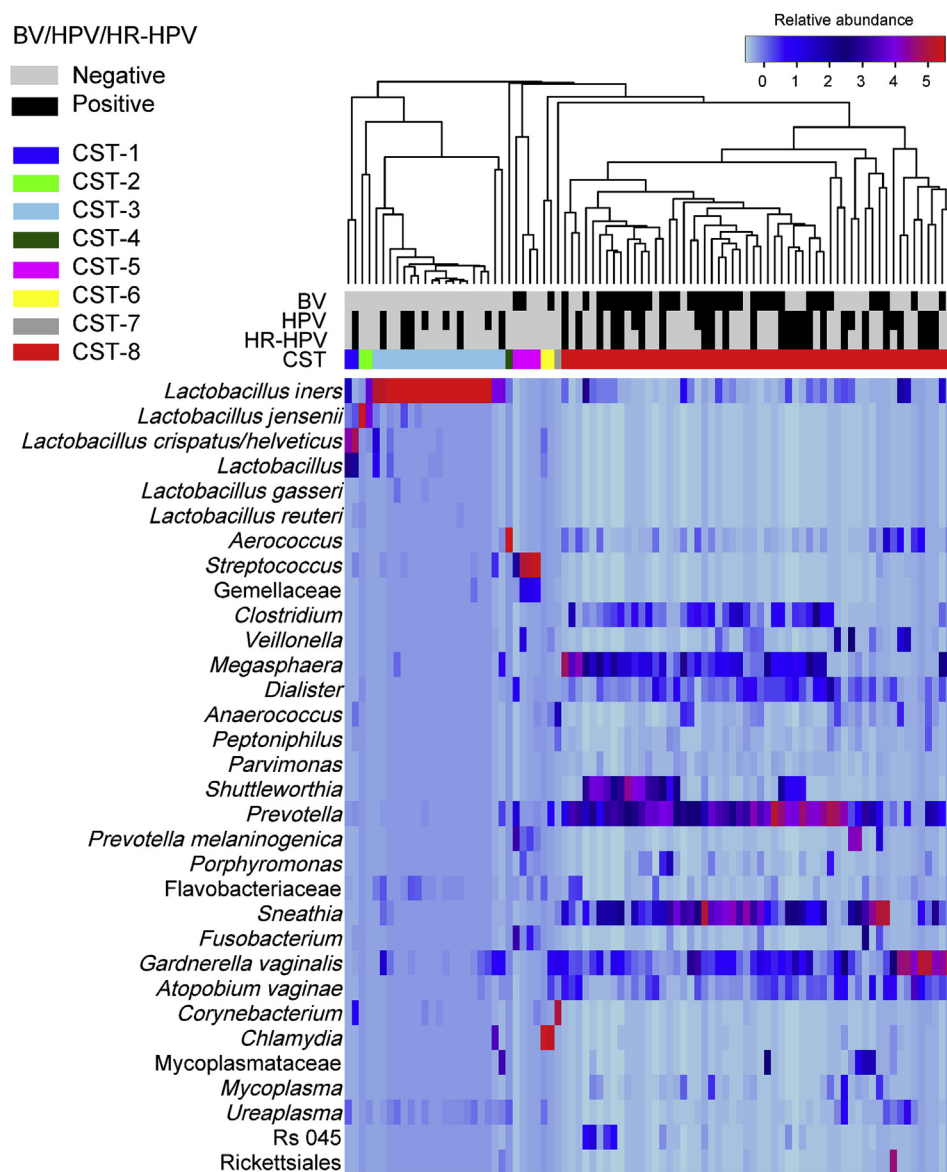 BV/HPV/HR-HPV
Negative
Positive
CST-1
CST-2
CST-3
CST-4
CST-5
CST-6
CST-7
CST-8
Relative abundance
0 1 2 3 4 5
BV
HPV
HR-HPV
CST
Lactobacillus iners
Lactobacillus jensenii
Lactobacillus crispatus/helveticus
Lactobacillus
Lactobacillus gasseri
Lactobacillus reuteri
Aerococcus
Streptococcus
Gemellaceae
Clostridium
Veillonella
Megasphaera
Dialister
Anaerococcus
Peptoniphilus
Parvimonas
Shuttleworthia
Prevotella
Prevotella melaninogenica
Porphyromonas
Flavobacteriaceae
Sneathia
Fusobacterium
Gardnerella vaginalis
Atopobium vaginae
Corynebacterium
Chlamydia
Mycoplasmataceae
Mycoplasma
Ureaplasma
Rs 045
Rickettsiales